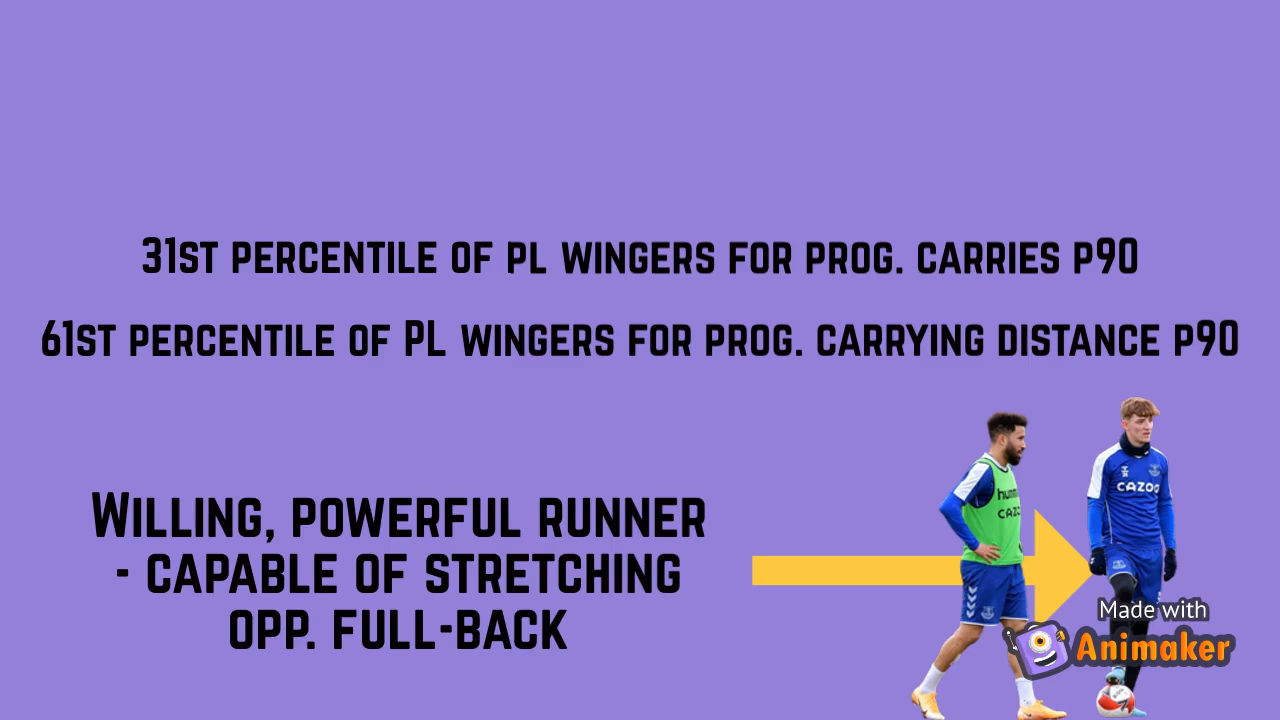 31st percentile of PL wingers for prog. carries p90
61st percentile of PL wingers for prog. carrying distance p90
Willing, powerful runner
- capable of stretching
opp. full-back
CAZOO
Made with
Animaker